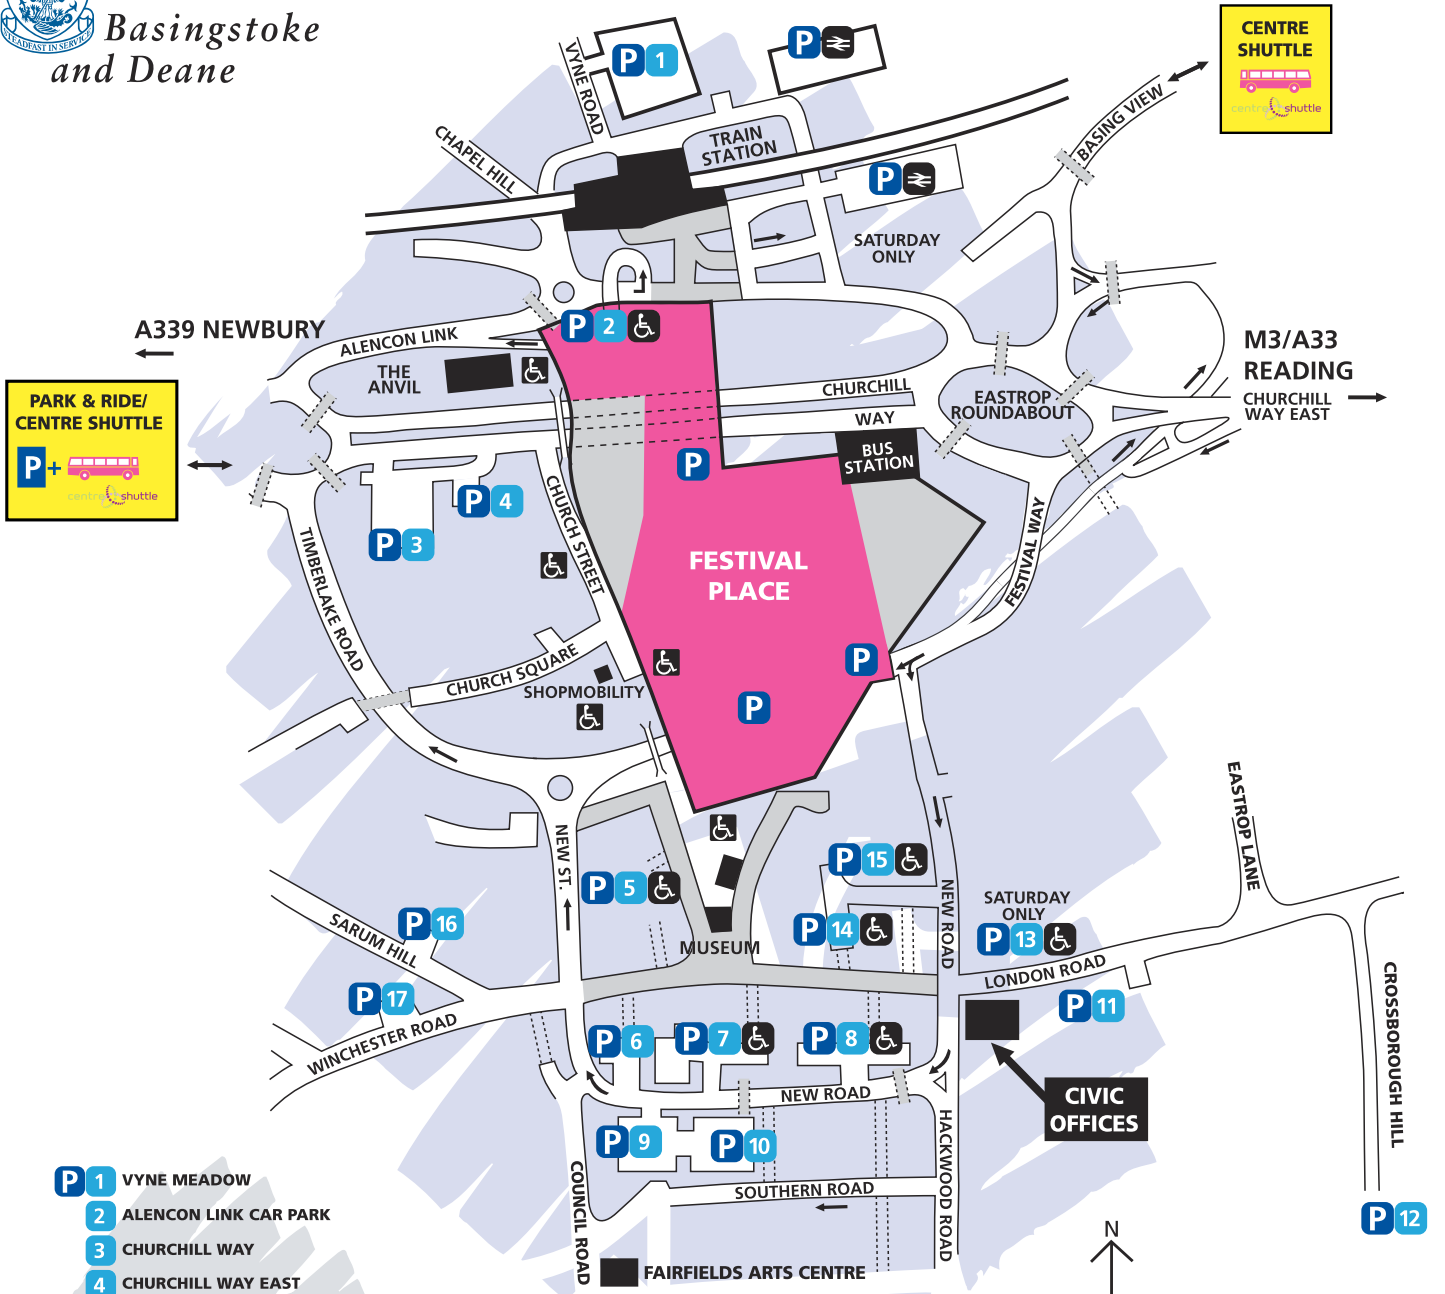 STEADFAST IN SERVICE
Basingstoke
and Deane
CENTRE
SHUTTLE
centre shuttle
P 1
P
VYNE ROAD
TRAIN
STATION
BASING VIEW
CHAPEL HILL
P
SATURDAY
ONLY
A339 NEWBURY
ALENCON LINK
P 2
THE
ANVIL
M3/A33
READING
CHURCHILL
WAY EAST
CHURCHILL
WAY
EASTROP
ROUNDABOUT
PARK & RIDE/
CENTRE SHUTTLE
P+
centre shuttle
BUS
STATION
P
P 4
P 3
CHURCH STREET
TIMBERLAKE ROAD
FESTIVAL WAY
FESTIVAL
PLACE
CHURCH SQUARE
SHOPMOBILITY
P
P
EASTROP LANE
NEW ST.
P 15
P 5
NEW ROAD
SATURDAY
ONLY
P 13
P 16
SARUM HILL
P 14
MUSEUM
LONDON ROAD
P 17
WINCHESTER ROAD
P 11
CROSSBOROUGH HILL
P 6
P 7
P 8
NEW ROAD
CIVIC
OFFICES
P 9
P 10
HACKWOOD ROAD
COUNCIL ROAD
SOUTHERN ROAD
P 12
N
FAIRFIELDS ARTS CENTRE
P 1 VYNE MEADOW
2 ALENCON LINK CAR PARK
3 CHURCHILL WAY
4 CHURCHILL WAY EAST